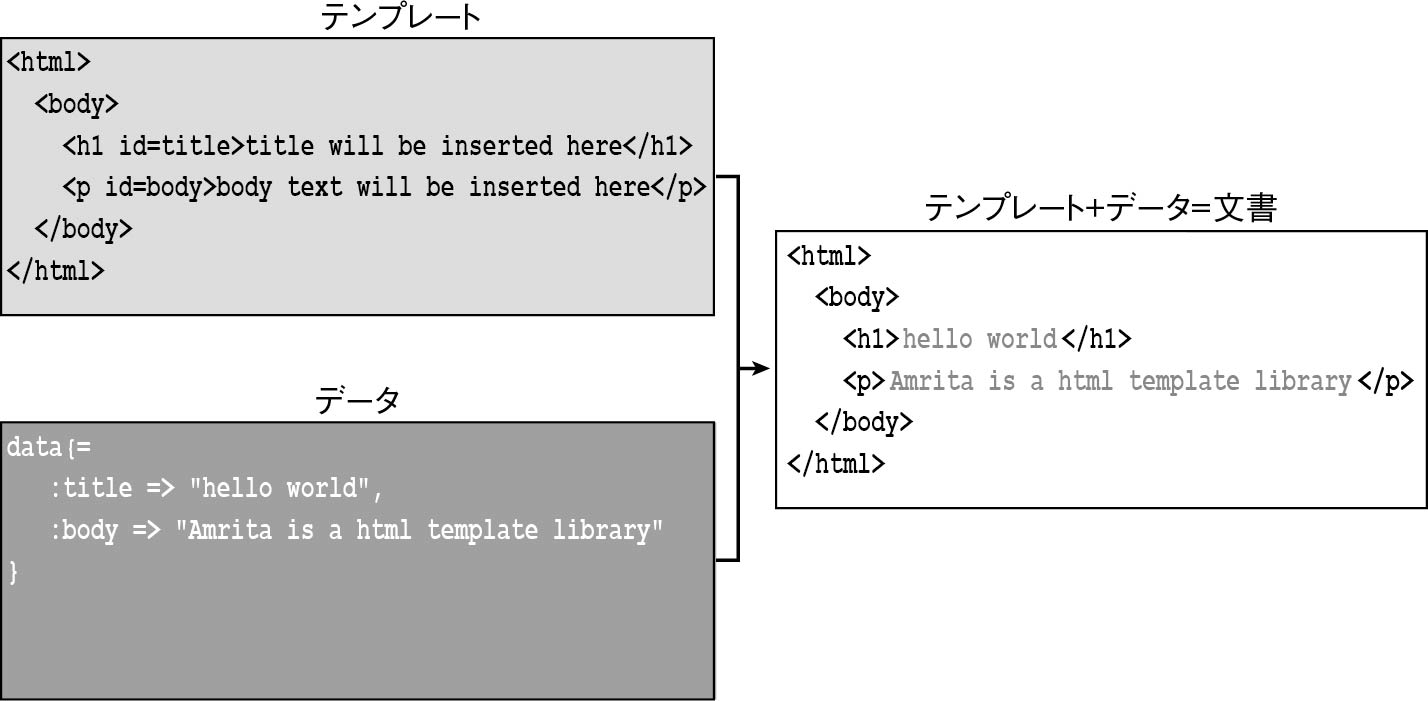 テンプレート
<html>
  <body>
    <h1 id=title>title will be inserted here</h1>
    <p id=body>body text will be inserted here</p>
  </body>
</html>
データ
data{=
   :title => "hello world",
   :body => "Amrita is a html template library"
}
テンプレート+データ=文書
<html>
  <body>
    <h1>hello world</h1>
    <p>Amrita is a html template library</p>
  </body>
</html>